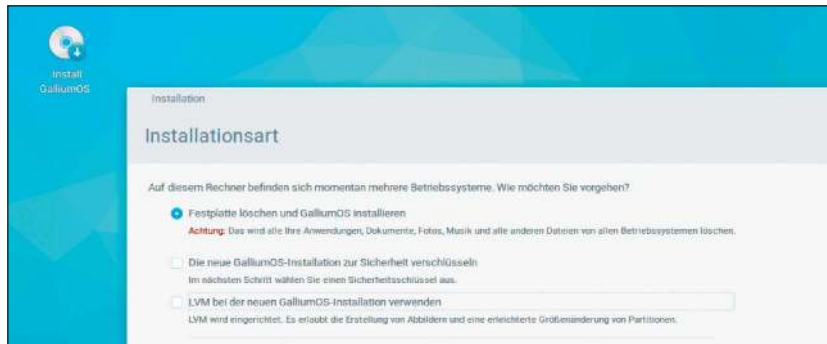 Install
GalliumOS
Installation
Installationsart
Auf diesem Rechner befinden sich momentan mehrere Betriebssysteme. Wie möchten Sie vorgehen?
Festplatte löschen und GalliumOS installieren
Achtung: Das wird alle Ihre Anwendungen, Dokumente, Fotos, Musik und alle anderen Dateien von allen Betriebssystemen löschen.
Die neue GalliumOS-Installation zur Sicherheit verschlüsseln
Im nächsten Schritt wählen Sie einen Sicherheitsschlüssel aus.
LVM bei der neuen GalliumOS-Installation verwenden
LVM wird eingerichtet. Es erlaubt die Erstellung von Abbildern und eine erleichterte Größenänderung von Partitionen.